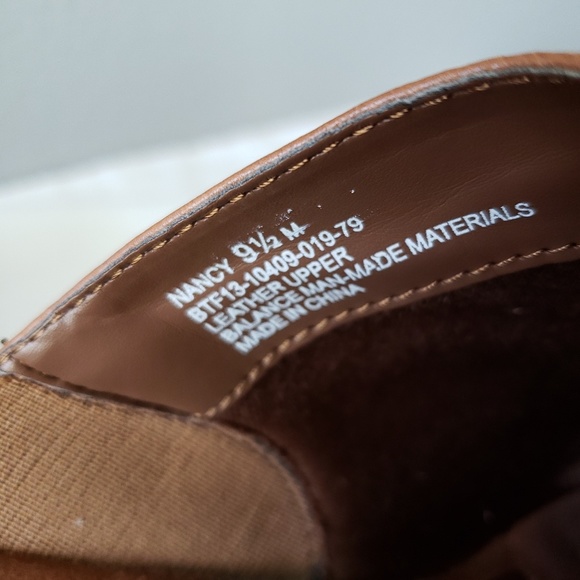 NANCY 9½ M
BTF13-10409-019-79
LEATHER UPPER
BALANCE MAN-MADE MATERIALS
MADE IN CHINA